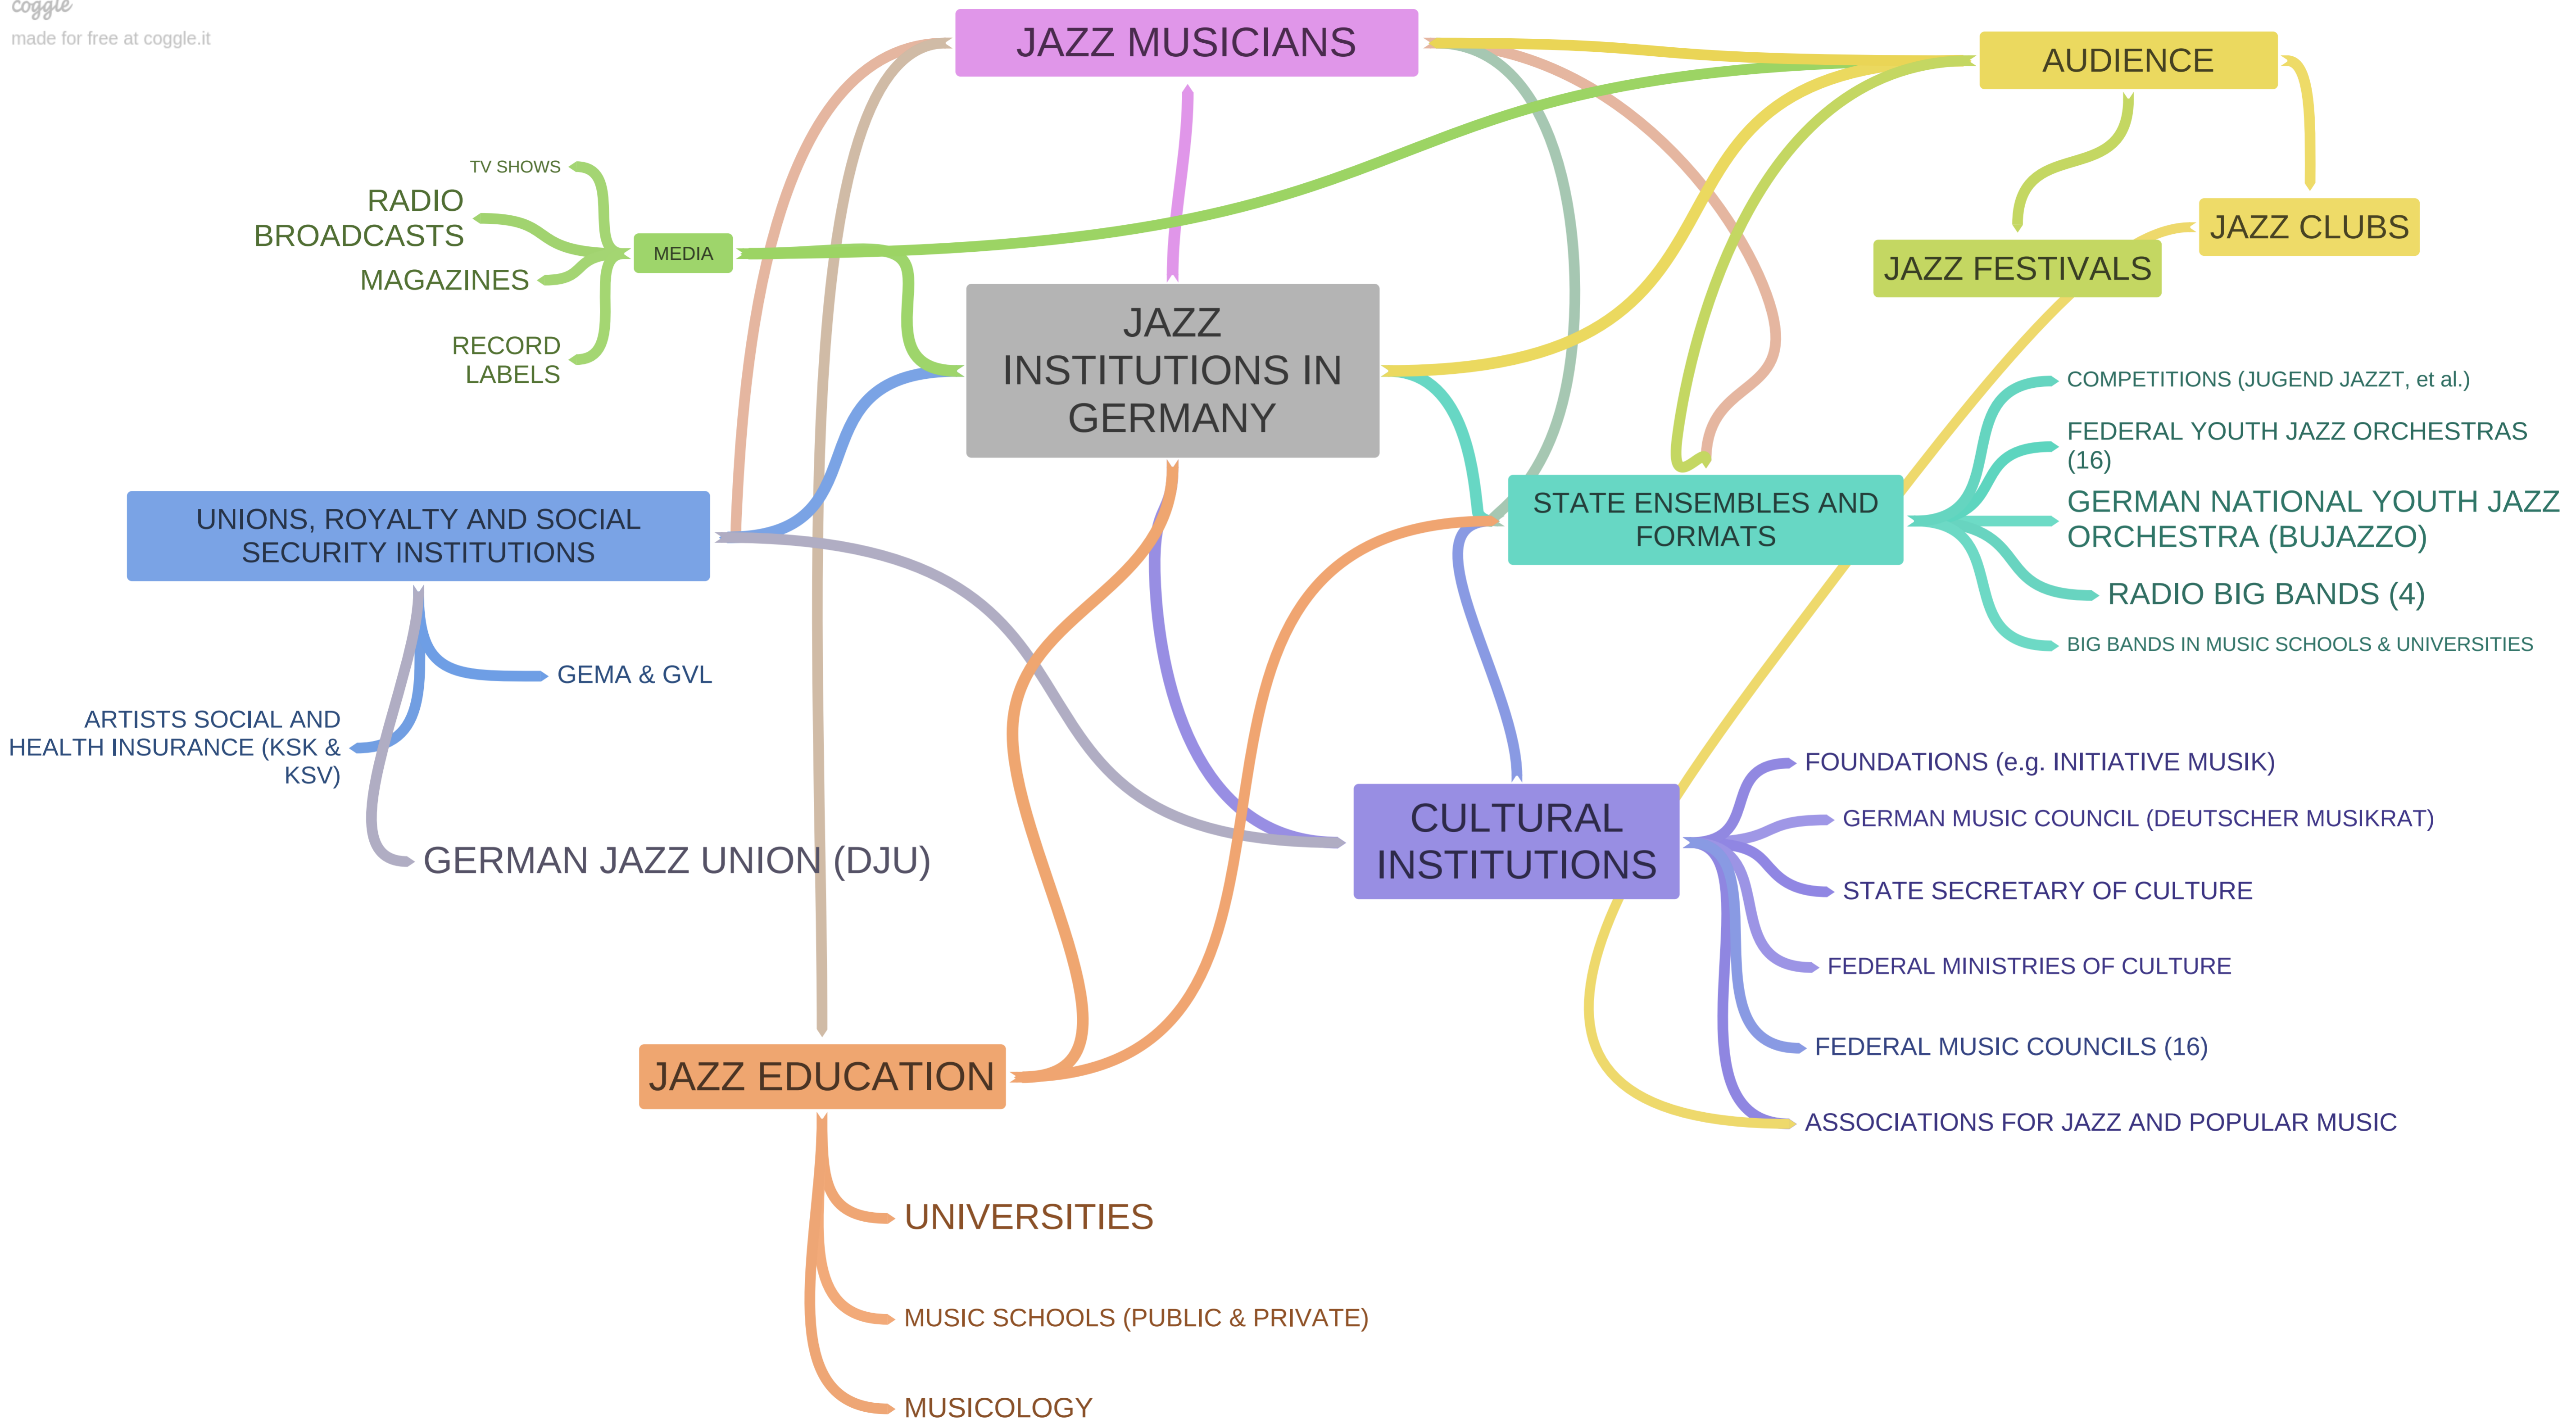 coggle
made for free at coggle.it
JAZZ MUSICIANS
AUDIENCE
TV SHOWS
RADIO
BROADCASTS
MAGAZINES
RECORD
LABELS
MEDIA
JAZZ
INSTITUTIONS IN
GERMANY
JAZZ CLUBS
JAZZ FESTIVALS
COMPETITIONS (JUGEND JAZZT, et al.)
FEDERAL YOUTH JAZZ ORCHESTRAS
(16)
GERMAN NATIONAL YOUTH JAZZ
ORCHESTRA (BUJAZZO)
RADIO BIG BANDS (4)
BIG BANDS IN MUSIC SCHOOLS & UNIVERSITIES
STATE ENSEMBLES AND
FORMATS
UNIONS, ROYALTY AND SOCIAL
SECURITY INSTITUTIONS
GEMA & GVL
ARTISTS SOCIAL AND
HEALTH INSURANCE (KSK &
KSV)
GERMAN JAZZ UNION (DJU)
CULTURAL
INSTITUTIONS
FOUNDATIONS (e.g. INITIATIVE MUSIK)
GERMAN MUSIC COUNCIL (DEUTSCHER MUSIKRAT)
STATE SECRETARY OF CULTURE
FEDERAL MINISTRIES OF CULTURE
FEDERAL MUSIC COUNCILS (16)
ASSOCIATIONS FOR JAZZ AND POPULAR MUSIC
JAZZ EDUCATION
UNIVERSITIES
MUSIC SCHOOLS (PUBLIC & PRIVATE)
MUSICOLOGY